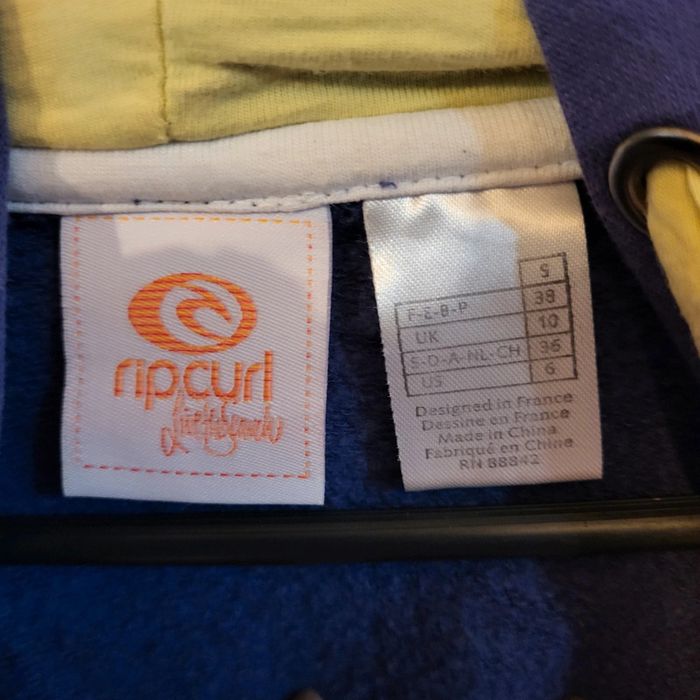 ripcurl
S
F-E-B-P 38
UK 10
S-D-A-NL-CH 36
US 6
Designed in France
Dessine en France
Made in China
Fabriqué en Chine
RN 88842